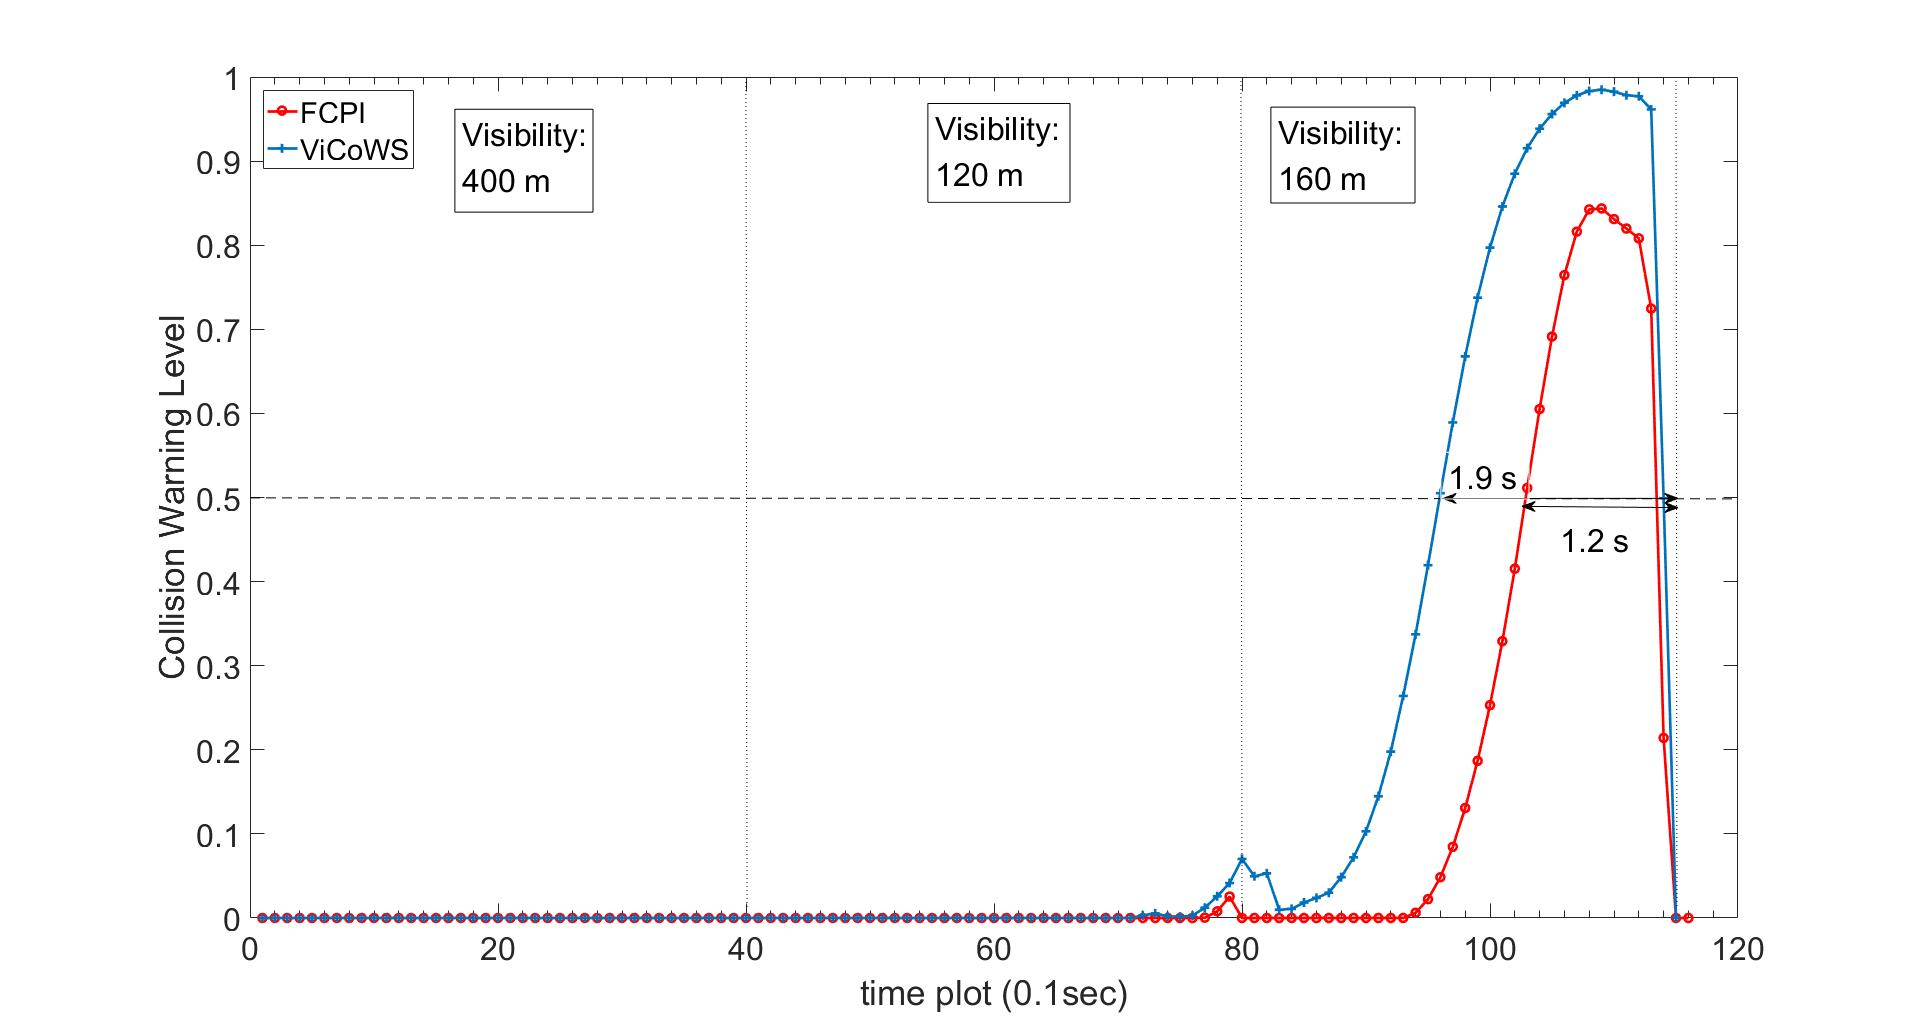 1
0.9
0.8
0.7
0.6
0.5
0.4
0.3
0.2
0.1
0
Collision Warning Level
FCPI
ViCoWS
Visibility:
400 m
Visibility:
120 m
Visibility:
160 m
1.9 s
1.2 s
0 20 40 60 80 100 120
time plot (0.1sec)